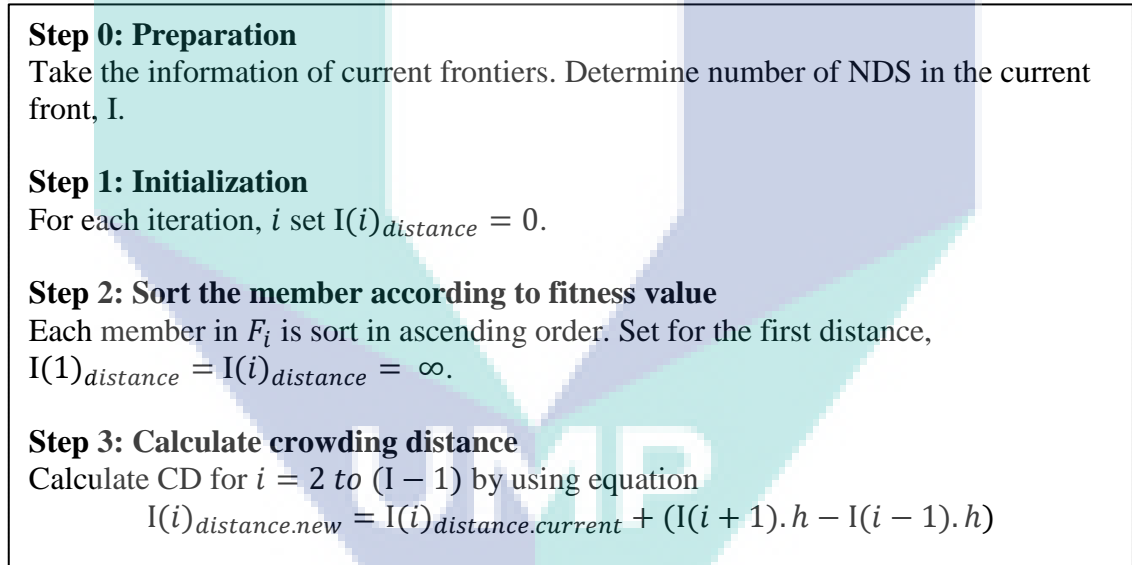 Step 0: Preparation
Take the information of current frontiers. Determine number of NDS in the current
front, I.
Step 1: Initialization
For each iteration, i set I(i)distance = 0.
Step 2: Sort the member according to fitness value
Each member in Fi is sort in ascending order. Set for the first distance,
I(1)distance = I(i)distance = ∞.
Step 3: Calculate crowding distance
Calculate CD for i = 2 to (I − 1) by using equation
I(i)distance.new = I(i)distance.current + (I(i + 1). h − I(i − 1). h)
UMP